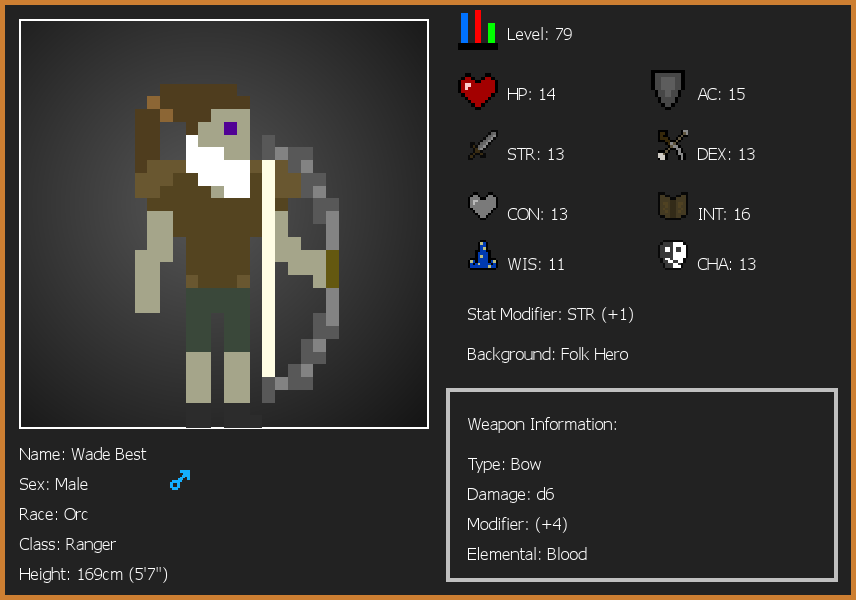 Level: 79
HP: 14
AC: 15
STR: 13
DEX: 13
CON: 13
INT: 16
WIS: 11
CHA: 13
Stat Modifier: STR (+1)
Background: Folk Hero
Weapon Information:
Type: Bow
Damage: d6
Modifier: (+4)
Elemental: Blood
Name: Wade Best
Sex: Male
Race: Orc
Class: Ranger
Height: 169cm (5'7")